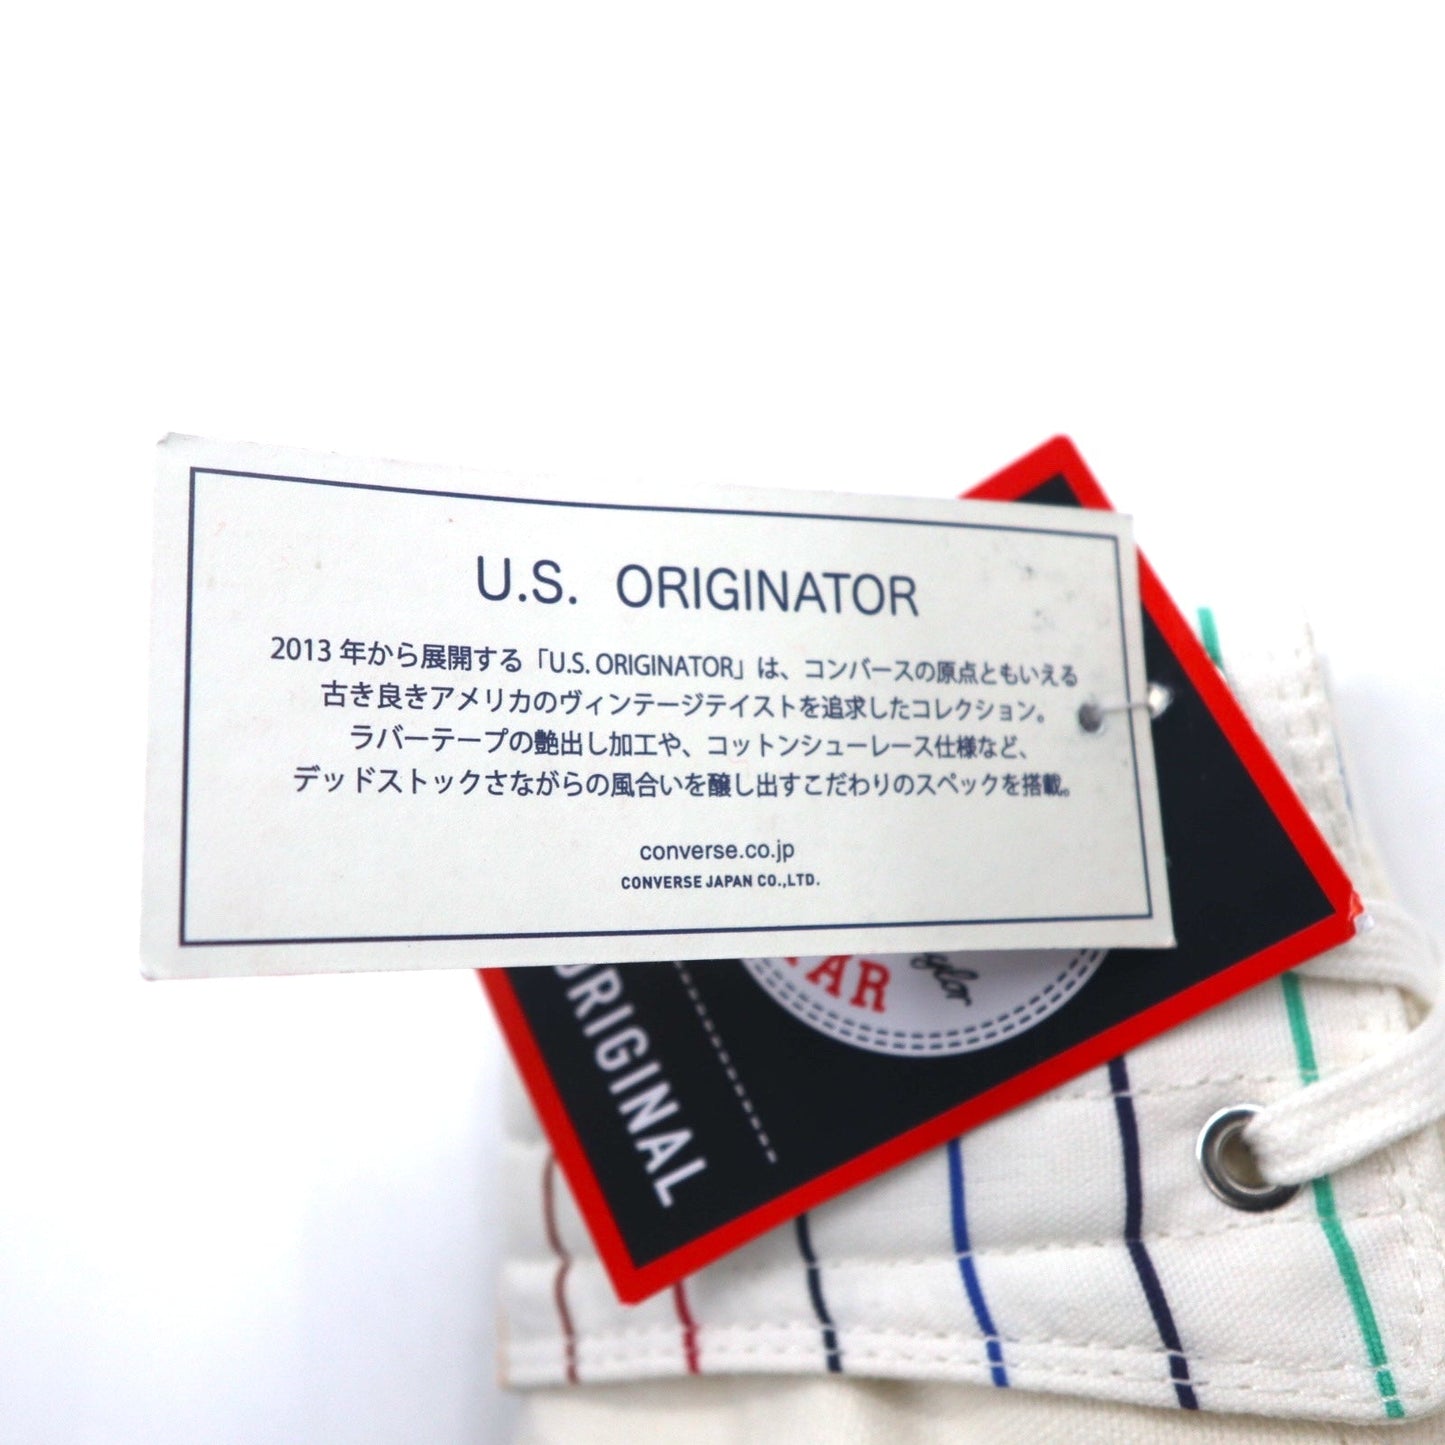 U.S. ORIGINATOR
2013 年から展開する「U.S. ORIGINATOR」は、コンバースの原点ともいえる
古き良きアメリカのヴィンテージテイストを追求したコレクション。
ラバーテープの艶出し加工や、コットンシューレース仕様など、
デッドストックさながらの風合いを醸し出すこだわりのスペックを搭載。
converse.co.jp
CONVERSE JAPAN CO.,LTD.
ORIGINAL